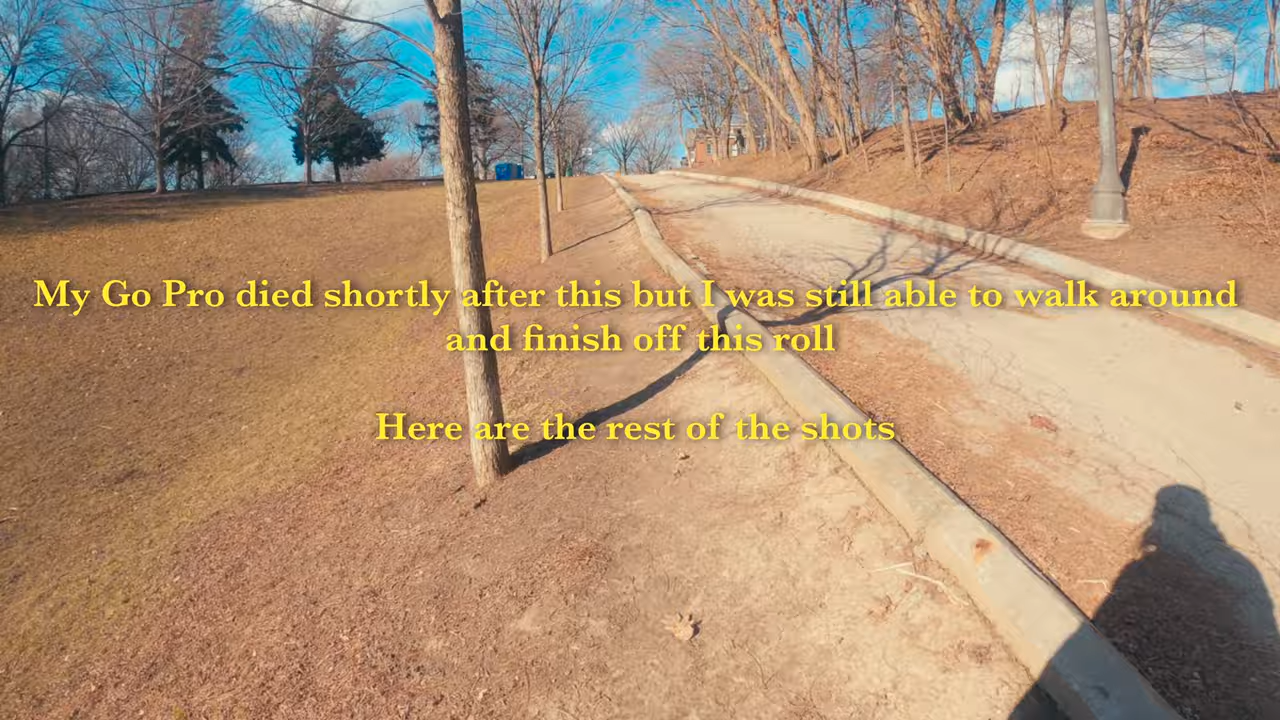 My Go Pro died shortly after this but I was still able to walk around
and finish off this roll
Here are the rest of the shots